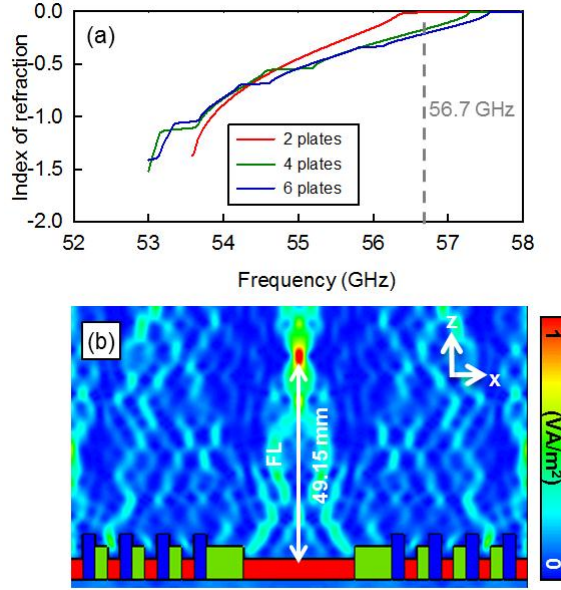 (a)
0.0
-0.5
-1.0
-1.5
-2.0
Index of refraction
56.7 GHz
2 plates
4 plates
6 plates
52 53 54 55 56 57 58
Frequency (GHz)
(b)
z
x
FL
49.15 mm
1
(VA/m²)
0